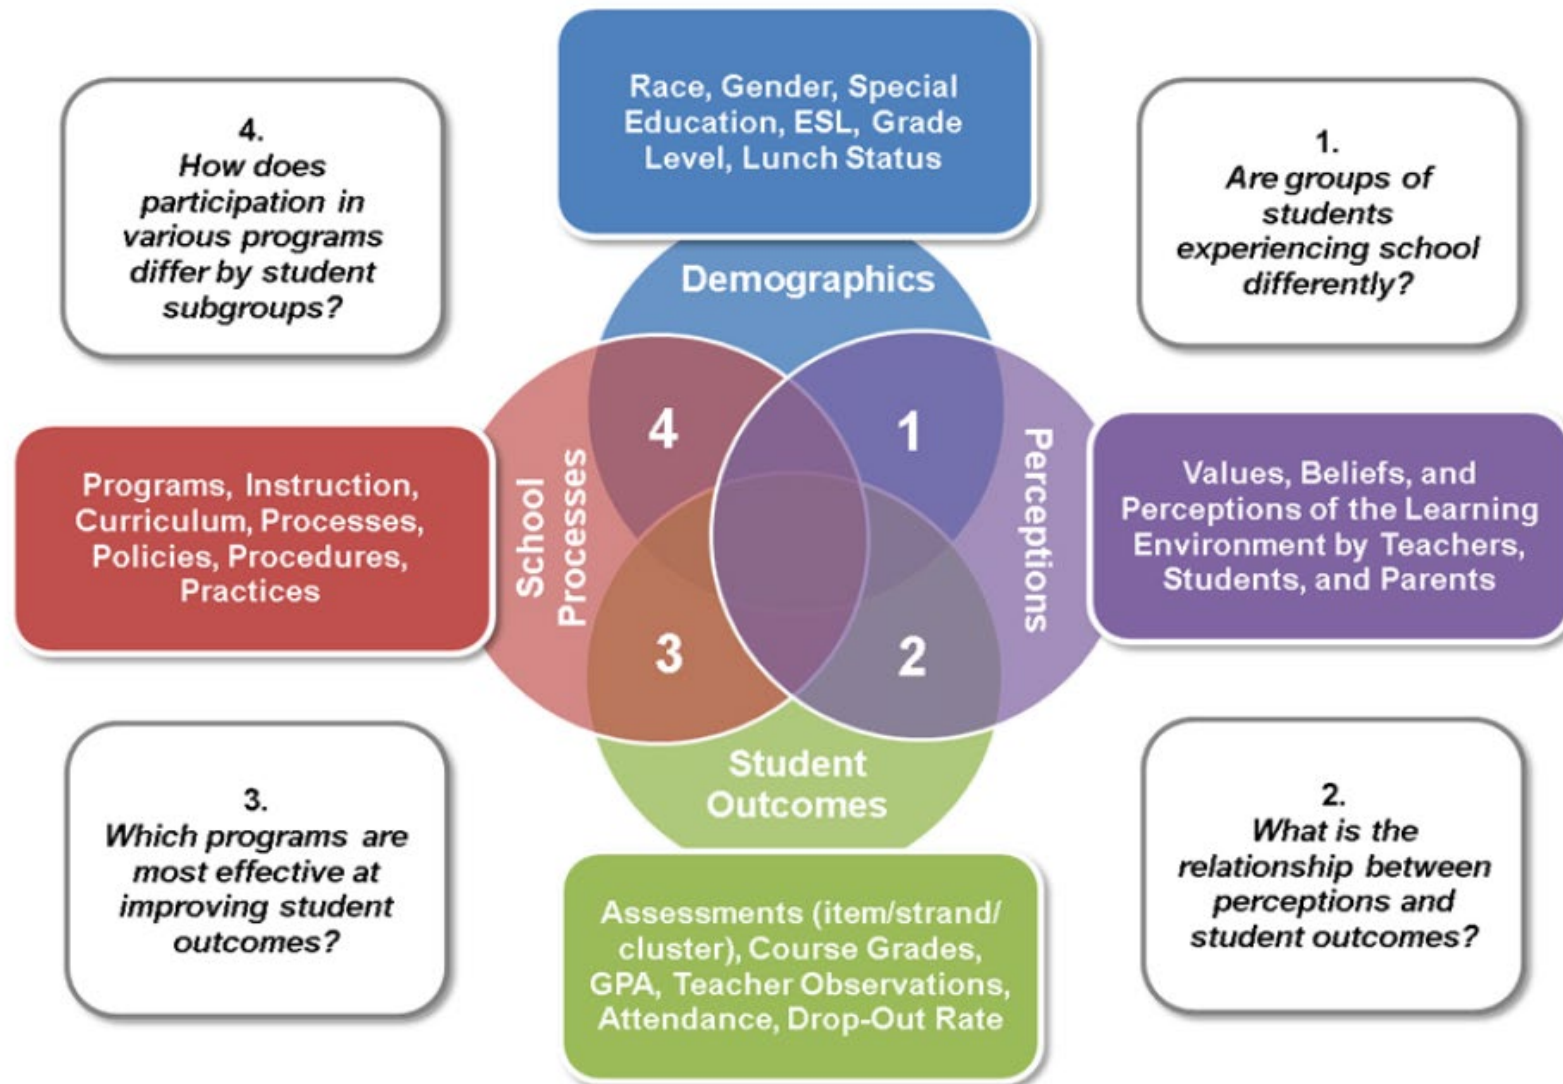 Race, Gender, Special
Education, ESL, Grade
Level, Lunch Status
4.
How does
participation in
various programs
differ by student
subgroups?
1.
Are groups of
students
experiencing school
differently?
Demographics
4
1
Programs, Instruction,
Curriculum, Processes,
Policies, Procedures,
Practices
School
Processes
Perceptions
Values, Beliefs, and
Perceptions of the Learning
Environment by Teachers,
Students, and Parents
3
2
Student
Outcomes
3.
Which programs are
most effective at
improving student
outcomes?
2.
What is the
relationship between
perceptions and
student outcomes?
Assessments (item/strand/
cluster), Course Grades,
GPA, Teacher Observations,
Attendance, Drop-Out Rate